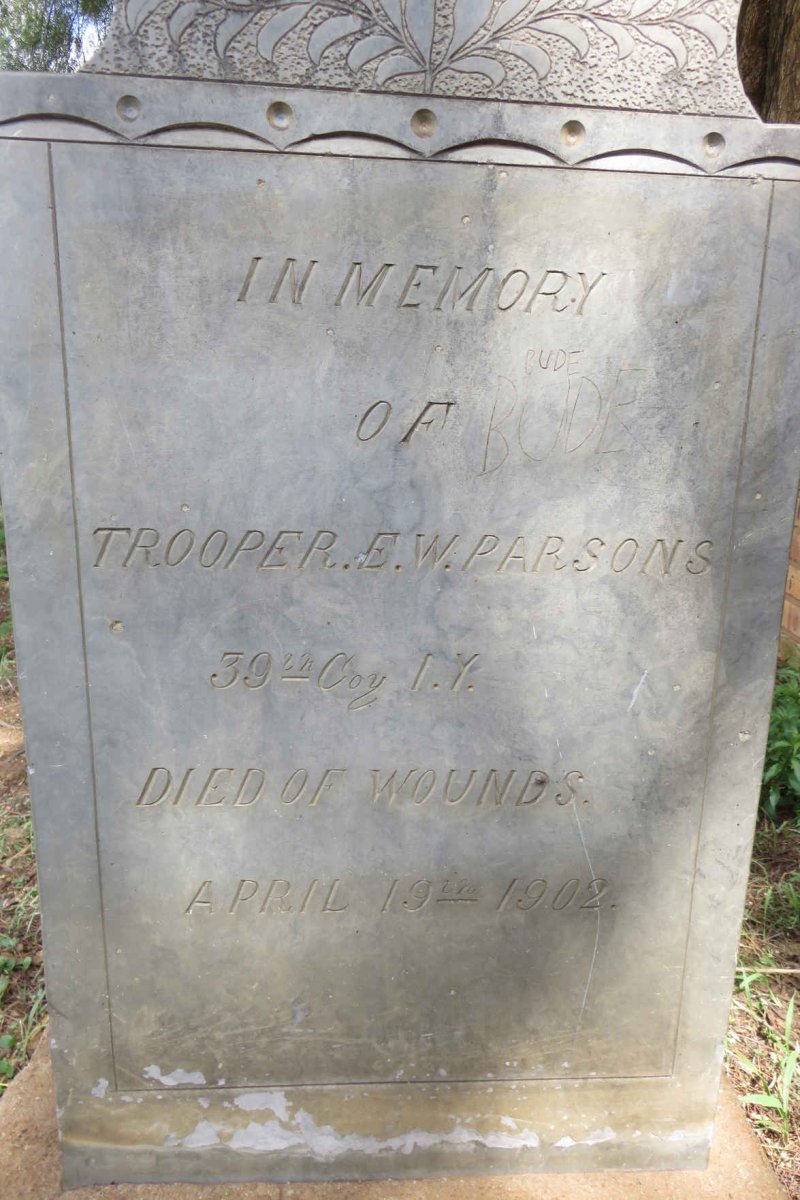 IN MEMORY
BUDE
OF BUDE
TROOPER. E. W. PARSONS
39th Coy I.Y.
DIED OF WOUNDS.
APRIL 19th 1902.